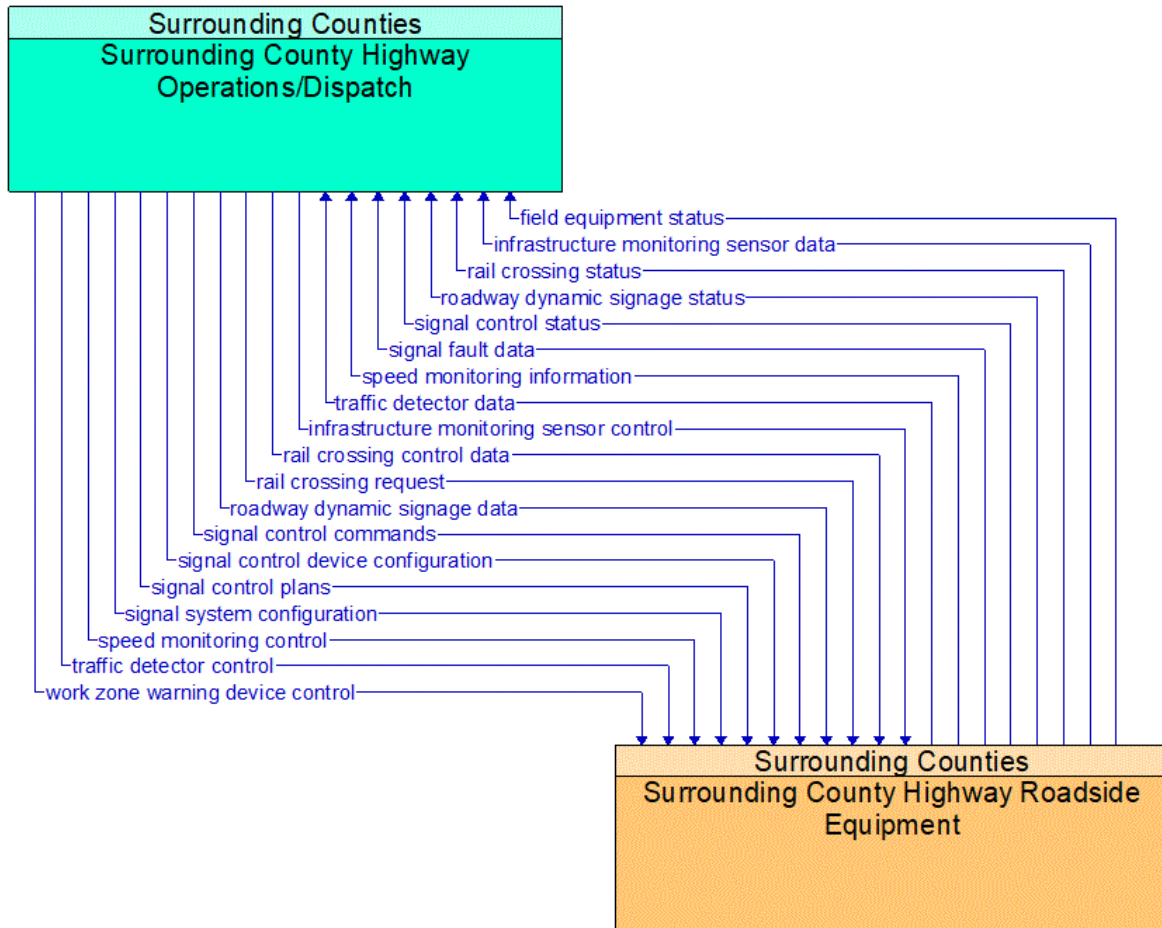 Surrounding Counties
Surrounding County Highway
Operations/Dispatch
field equipment status
infrastructure monitoring sensor data
rail crossing status
roadway dynamic signage status
signal control status
signal fault data
speed monitoring information
traffic detector data
infrastructure monitoring sensor control
rail crossing control data
rail crossing request
roadway dynamic signage data
signal control commands
signal control device configuration
signal control plans
signal system configuration
speed monitoring control
traffic detector control
work zone warning device control
Surrounding Counties
Surrounding County Highway Roadside
Equipment